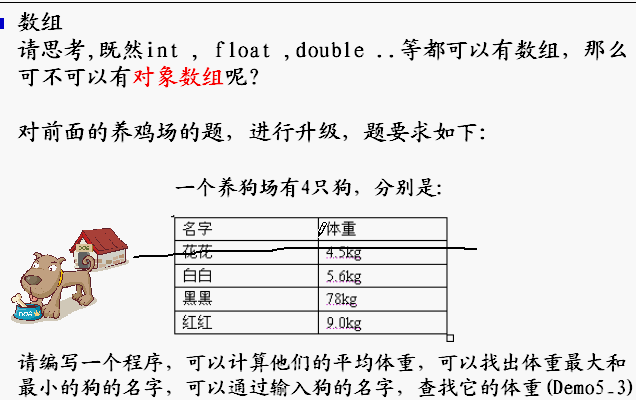 数组
请思考,既然int , float ,double ..等都可以有数组，那么
可不可以有对象数组呢?
对前面的养鸡场的题，进行升级，题要求如下:
一个养狗场有4只狗，分别是:
名字 体重
花花 4.5kg
白白 5.6kg
黑黑 78kg
红红 9.0kg
DOG
DOG
请编写一个程序，可以计算他们的平均体重，可以找出体重最大和
最小的狗的名字，可以通过输入狗的名字，查找它的体重(Demo5_3)